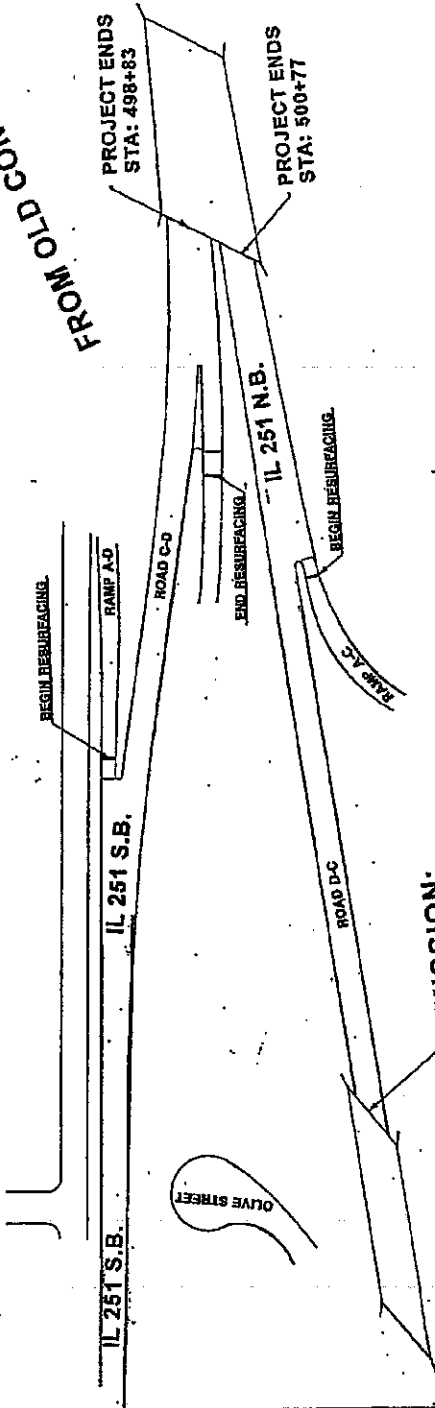 FROM OLD CON
PROJECT ENDS
STA: 498+83
PROJECT ENDS
STA: 500+77
BEGIN RESURFACING
RAMP A-D
ROAD C-D
END RESURFACING
IL 251 N.B.
BEGIN RESURFACING
RAMP A-C
IL 251 S.B.
ROAD D-C
IL 251 S.B.
OLIVE STREET